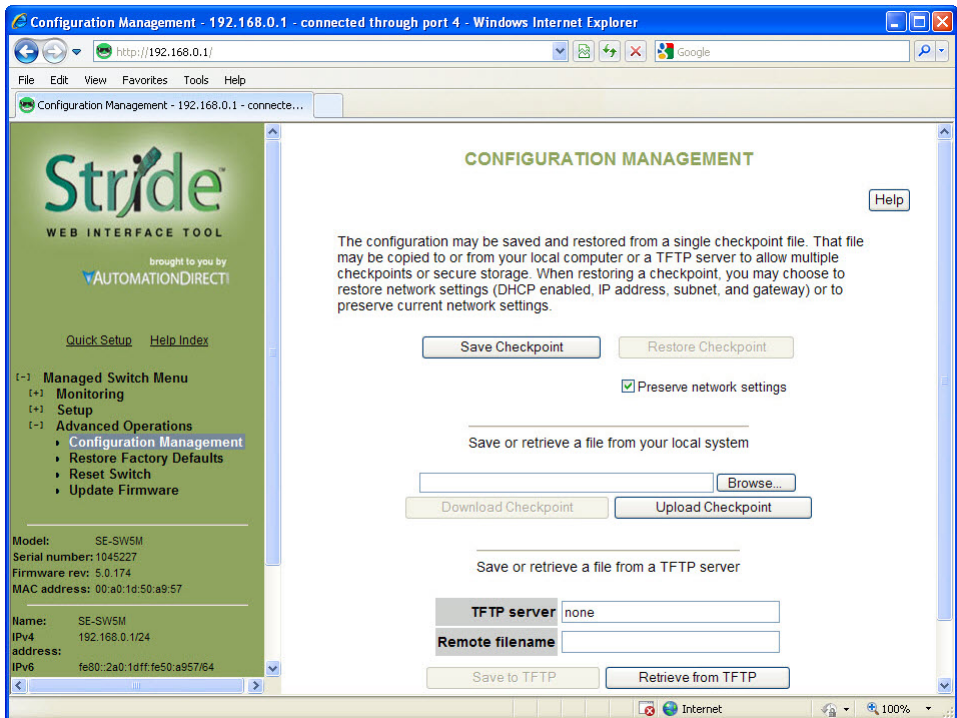 Configuration Management - 192.168.0.1 - connected through port 4 - Windows Internet Explorer
http://192.168.0.1/
Google
File Edit View Favorites Tools Help
Configuration Management - 192.168.0.1 - connecte...
Stride
WEB INTERFACE TOOL
brought to you by
AUTOMATIONDIRECT
Quick Setup Help Index
[-] Managed Switch Menu
[+] Monitoring
[+] Setup
[-] Advanced Operations
Configuration Management
Restore Factory Defaults
Reset Switch
Update Firmware
Model: SE-SW5M
Serial number: 1045227
Firmware rev: 5.0.174
MAC address: 00:a0:1d:50:a9:57
Name: SE-SW5M
IPv4 192.168.0.1/24
address:
IPv6 fe80::2a0:1dff:fe50:a957/64
CONFIGURATION MANAGEMENT
Help
The configuration may be saved and restored from a single checkpoint file. That file
may be copied to or from your local computer or a TFTP server to allow multiple
checkpoints or secure storage. When restoring a checkpoint, you may choose to
restore network settings (DHCP enabled, IP address, subnet, and gateway) or to
preserve current network settings.
Save Checkpoint Restore Checkpoint
Preserve network settings
Save or retrieve a file from your local system
Browse...
Download Checkpoint Upload Checkpoint
Save or retrieve a file from a TFTP server
TFTP server none
Remote filename
Save to TFTP Retrieve from TFTP
Internet 100%